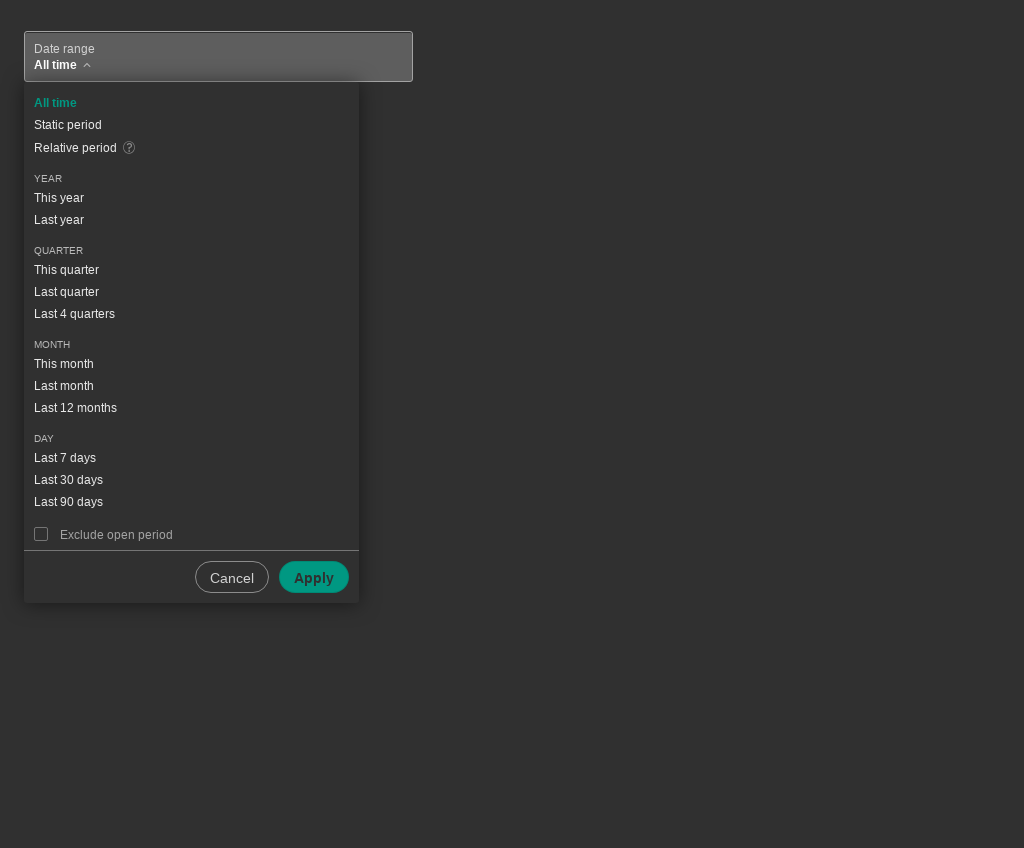 Date range
All time
All time
Static period
Relative period ?
YEAR
This year
Last year
QUARTER
This quarter
Last quarter
Last 4 quarters
MONTH
This month
Last month
Last 12 months
DAY
Last 7 days
Last 30 days
Last 90 days
Exclude open period
Cancel Apply